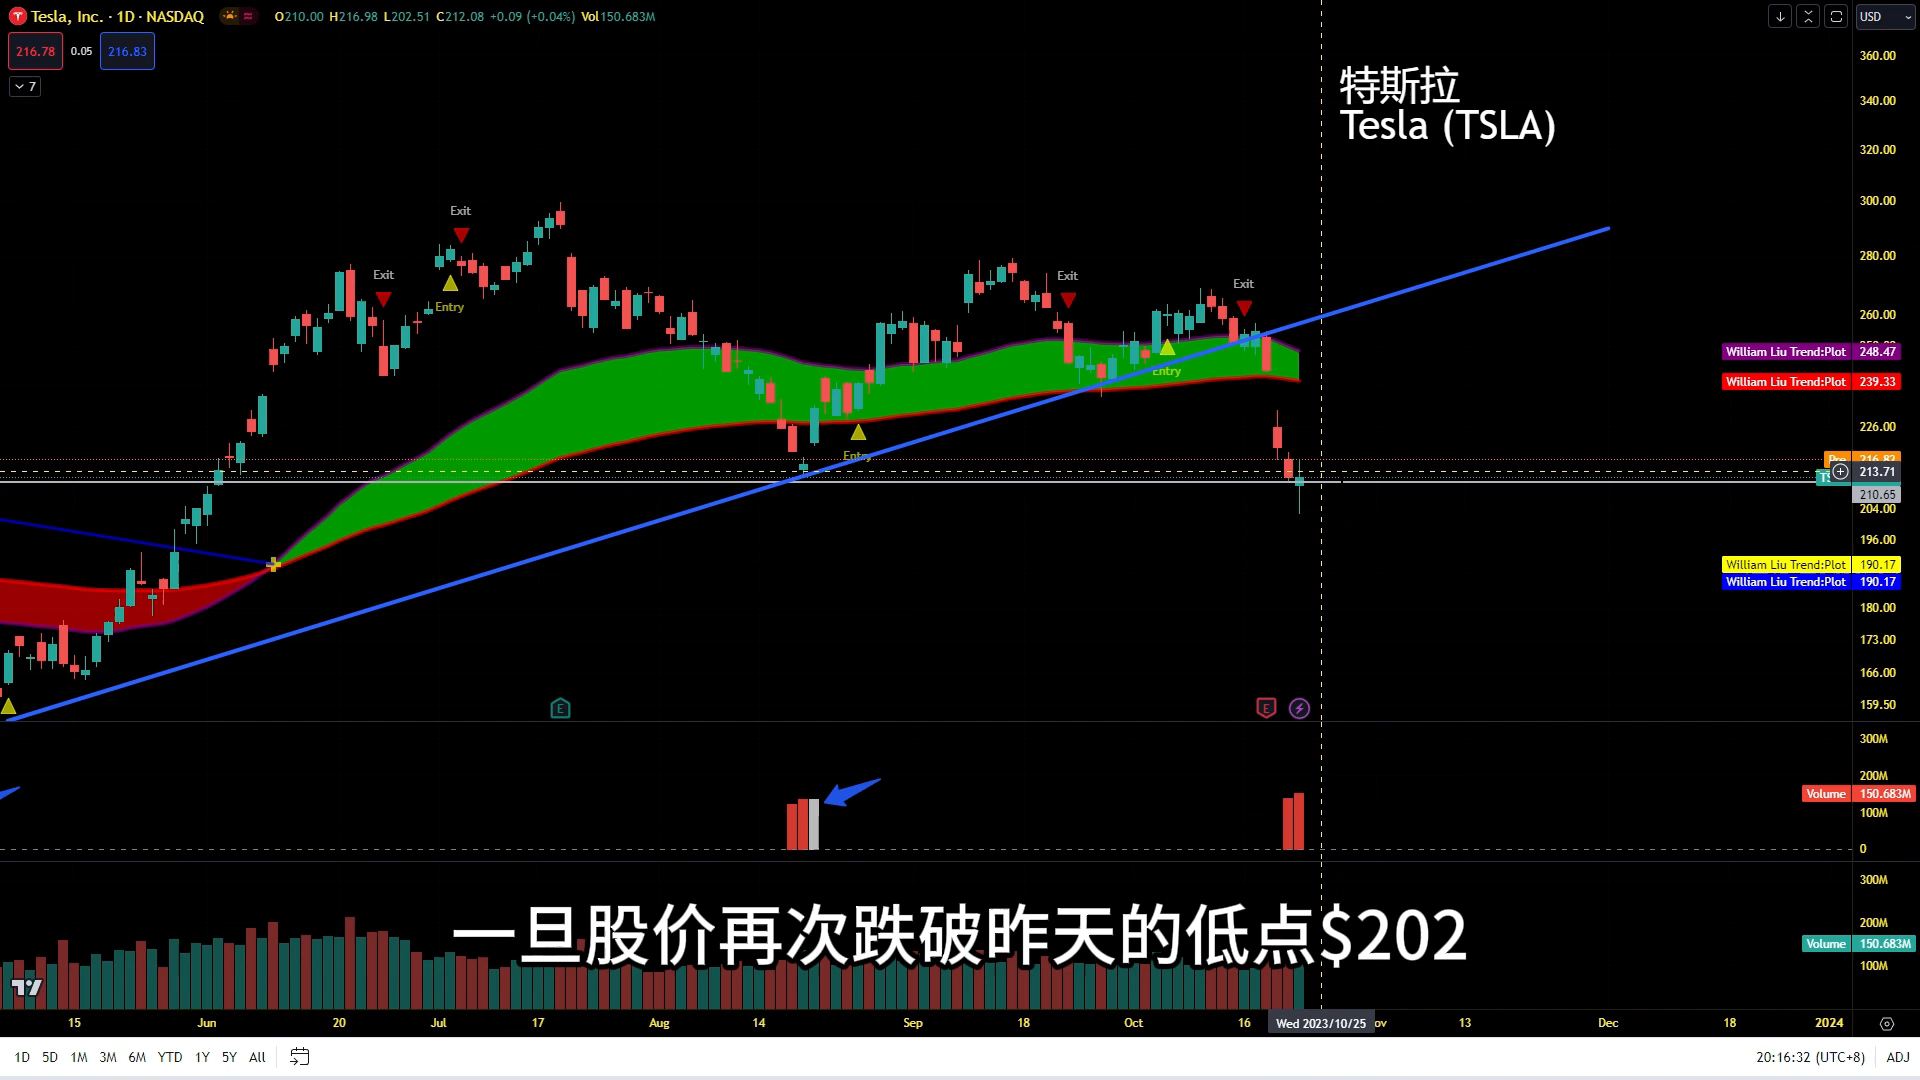 Tesla, Inc. · 1D · NASDAQ
O210.00 H216.98 L202.51 C212.08 +0.09 (+0.04%) Vol150.683M
USD
216.78 0.05 216.83
7
特斯拉
Tesla (TSLA)
360.00
340.00
320.00
300.00
280.00
260.00
Exit
Exit
Exit
Exit
Entry
Entry
Entry
William Liu Trend:Plot 248.47
William Liu Trend:Plot 239.33
226.00
Pre 216.82
213.71
210.65
204.00
196.00
William Liu Trend:Plot 190.17
William Liu Trend:Plot 190.17
180.00
173.00
166.00
159.50
E
E
300M
200M
Volume 150.683M
100M
0
300M
200M
Volume 150.683M
100M
一旦股价再次跌破昨天的低点$202
15 Jun 20 Jul 17 Aug 14 Sep 18 Oct 16 Wed 2023/10/25 ov 13 Dec 18 2024
1D 5D 1M 3M 6M YTD 1Y 5Y All
20:16:32 (UTC+8) ADJ